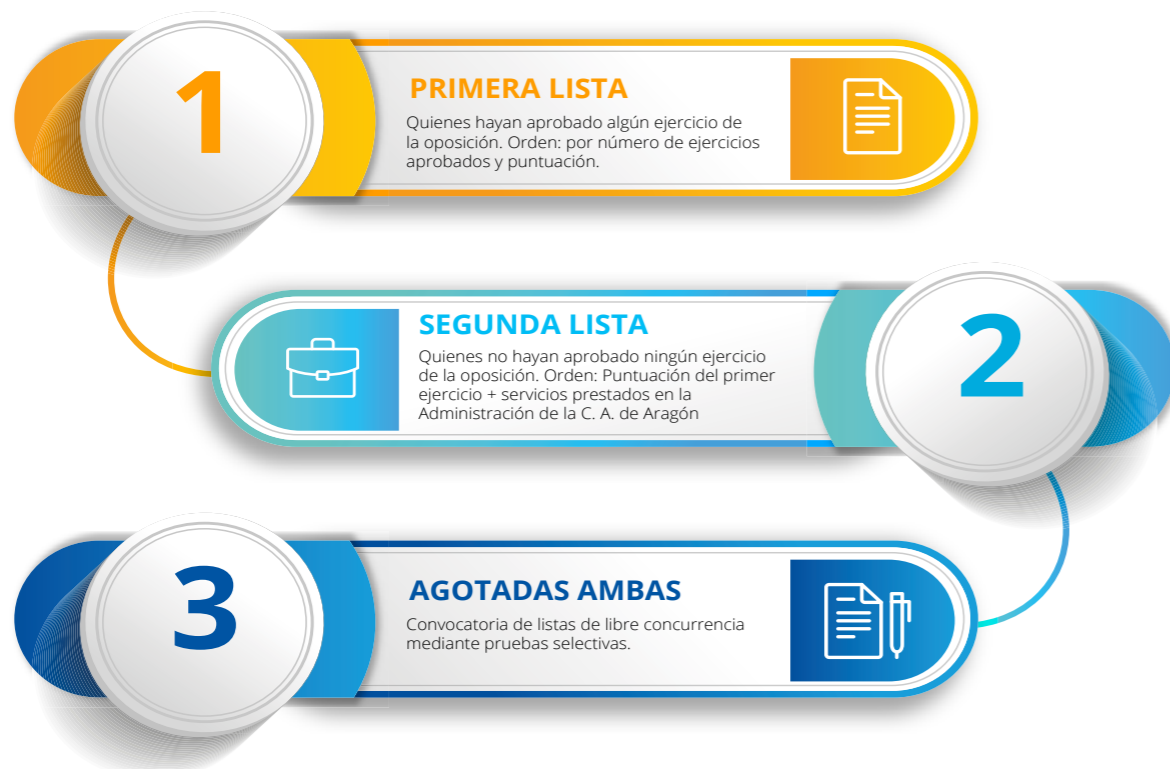 1
PRIMERA LISTA
Quienes hayan aprobado algún ejercicio de
la oposición. Orden: por número de ejercicios
aprobados y puntuación.
SEGUNDA LISTA
Quienes no hayan aprobado ningún ejercicio
de la oposición. Orden: Puntuación del primer
ejercicio + servicios prestados en la
Administración de la C. A. de Aragón
2
3
AGOTADAS AMBAS
Convocatoria de listas de libre concurrencia
mediante pruebas selectivas.